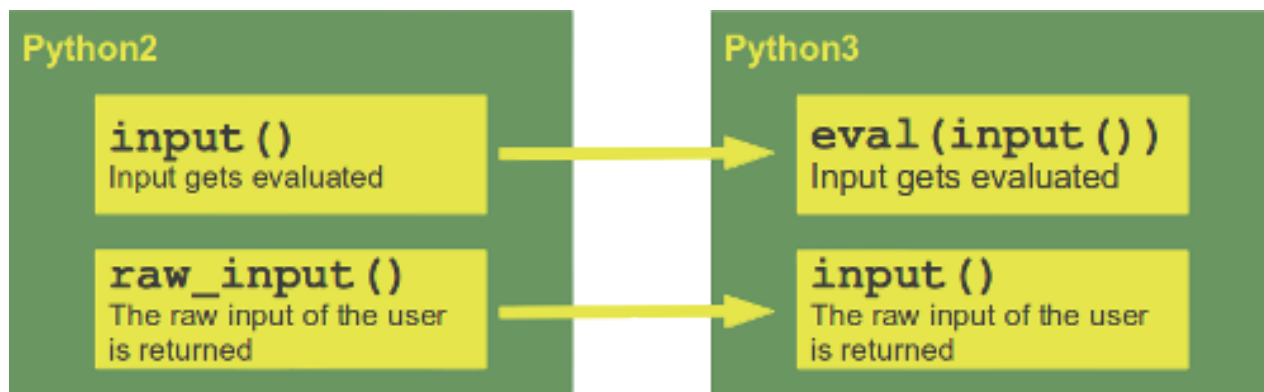 Python2
input()
Input gets evaluated
raw_input()
The raw input of the user
is returned
Python3
eval(input())
Input gets evaluated
input()
The raw input of the user
is returned